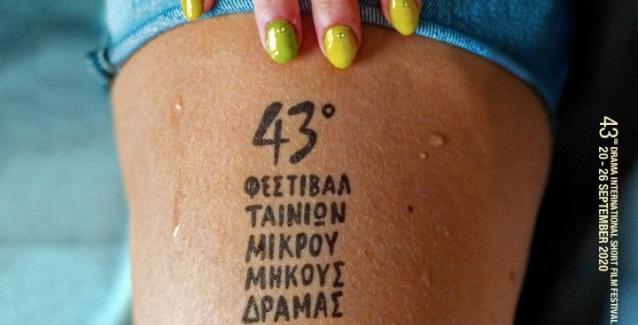 43°
ΦΕΣΤΙΒΑΛ
ΤΑΙΝΙΩΝ
ΜΙΚΡΟΥ
ΜΗΚΟΥΣ
ΔΡΑΜΑΣ
43RD DRAMA INTERNATIONAL SHORT FILM FESTIVAL
20 - 26 SEPTEMBER 2020